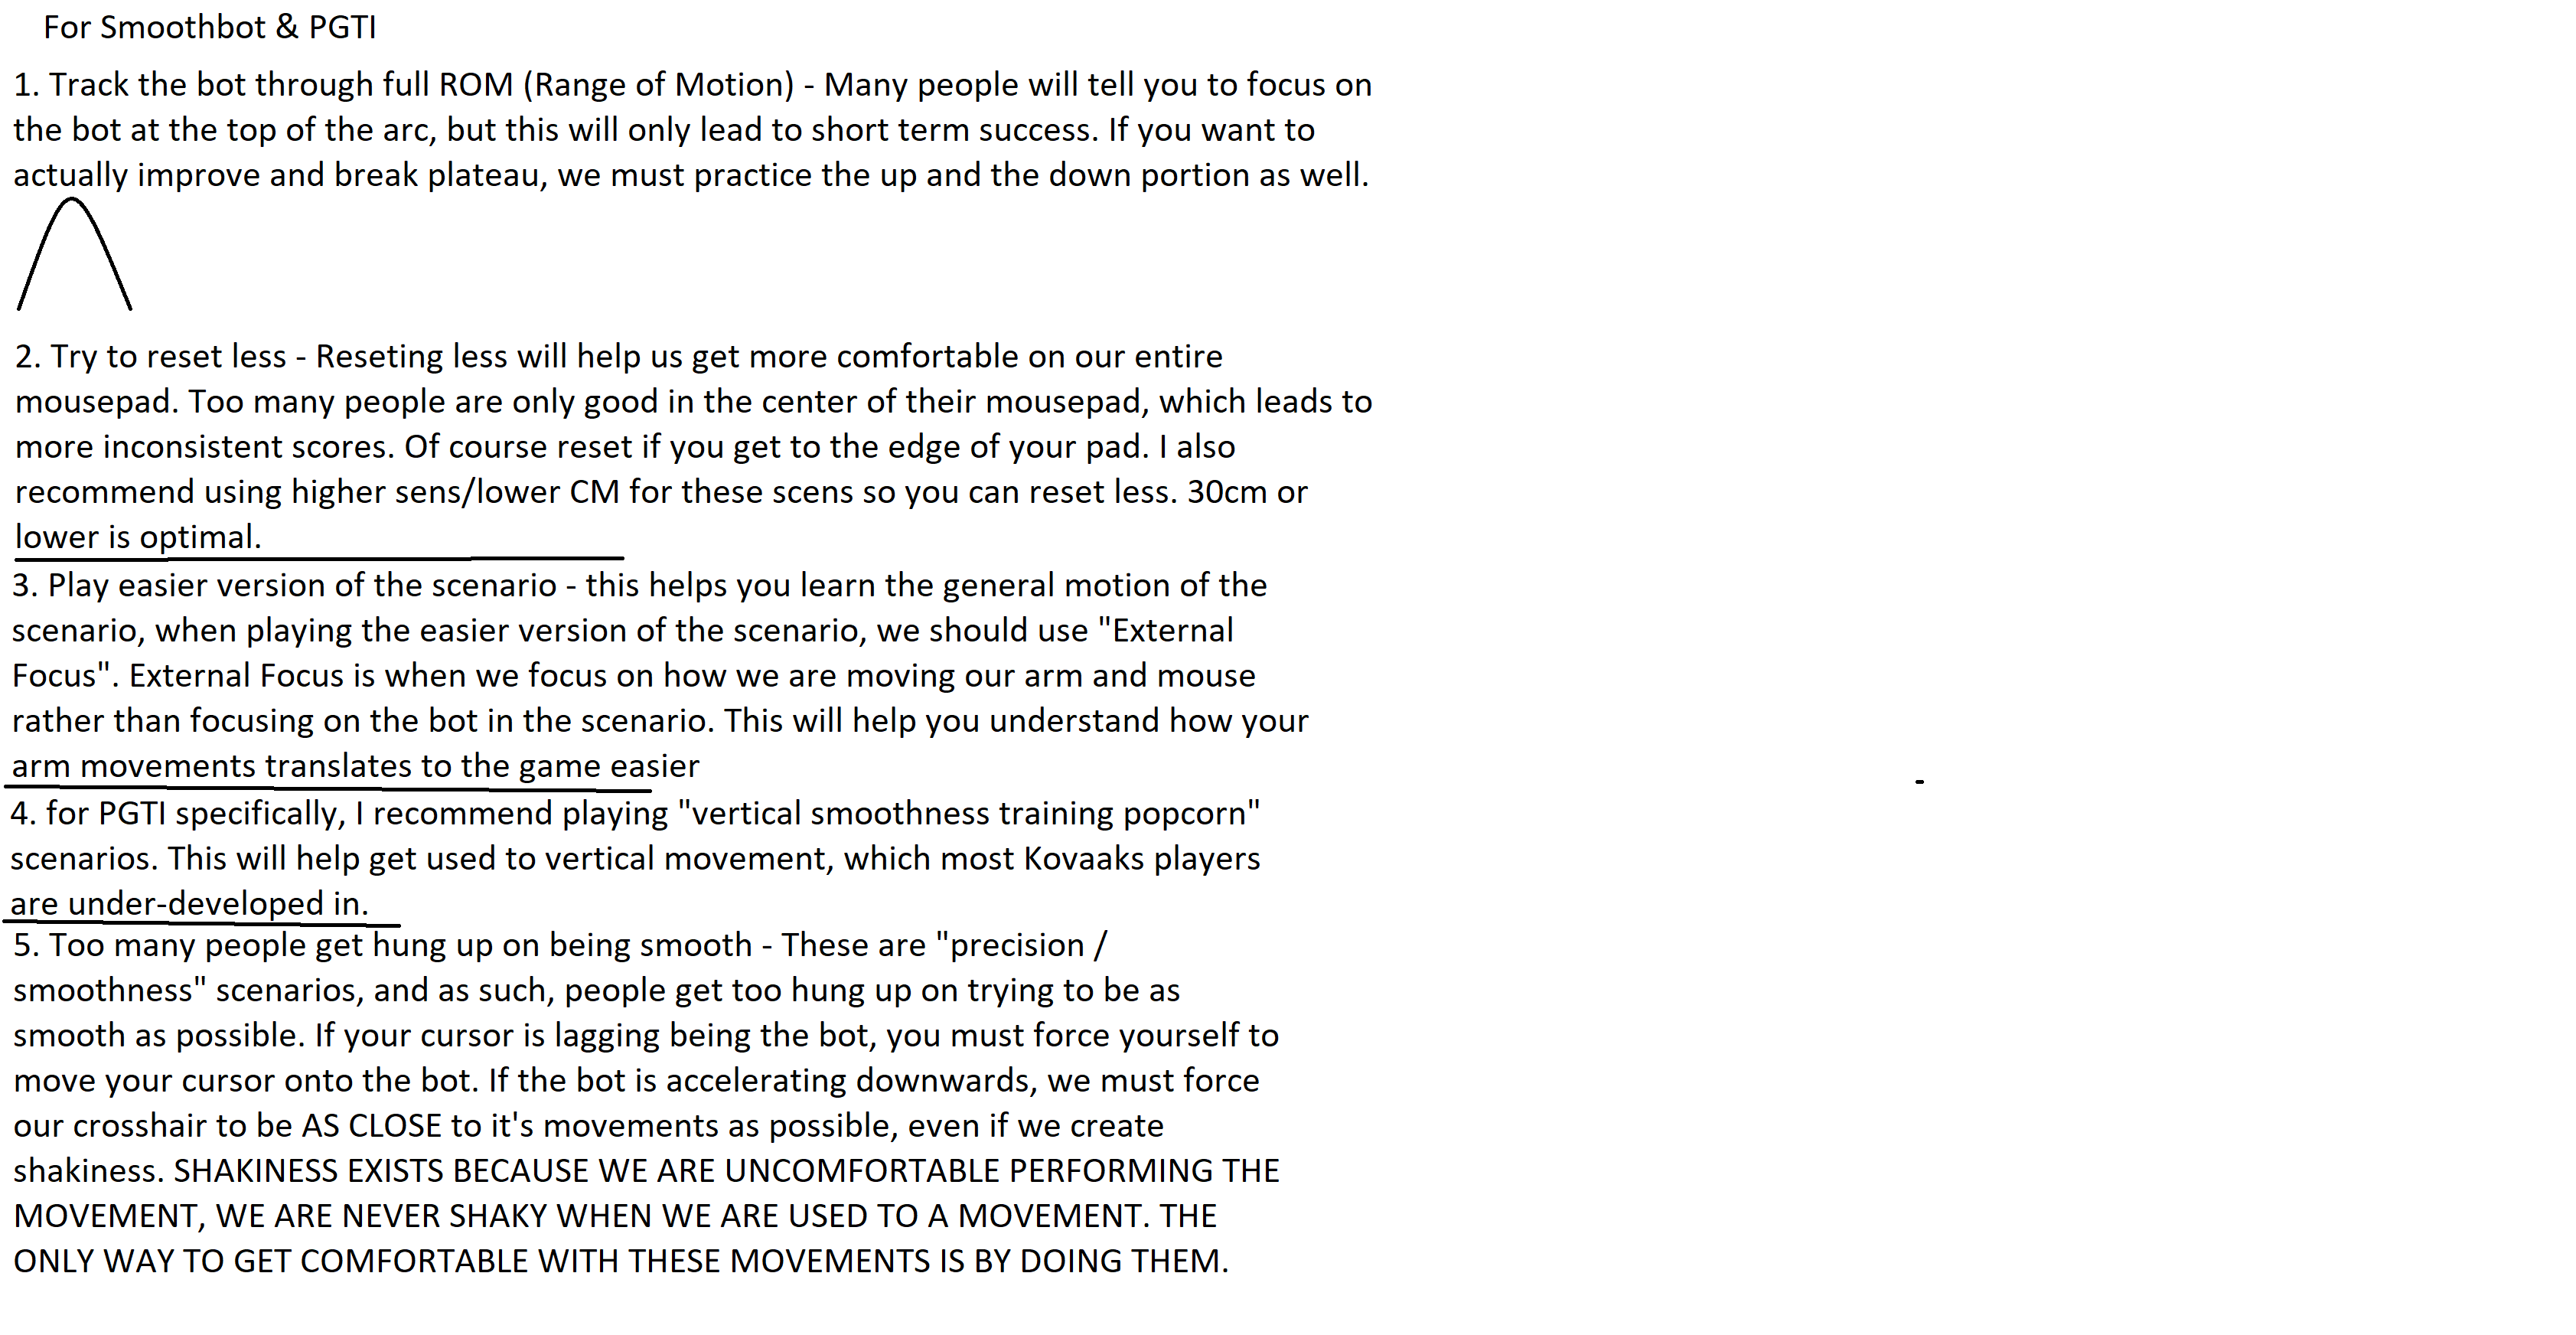 For Smoothbot & PGTI
1. Track the bot through full ROM (Range of Motion) - Many people will tell you to focus on
the bot at the top of the arc, but this will only lead to short term success. If you want to
actually improve and break plateau, we must practice the up and the down portion as well.
2. Try to reset less - Reseting less will help us get more comfortable on our entire
mousepad. Too many people are only good in the center of their mousepad, which leads to
more inconsistent scores. Of course reset if you get to the edge of your pad. I also
recommend using higher sens/lower CM for these scens so you can reset less. 30cm or
lower is optimal.
3. Play easier version of the scenario - this helps you learn the general motion of the
scenario, when playing the easier version of the scenario, we should use "External
Focus". External Focus is when we focus on how we are moving our arm and mouse
rather than focusing on the bot in the scenario. This will help you understand how your
arm movements translates to the game easier
4. for PGTI specifically, I recommend playing "vertical smoothness training popcorn"
scenarios. This will help get used to vertical movement, which most Kovaaks players
are under-developed in.
5. Too many people get hung up on being smooth - These are "precision /
smoothness" scenarios, and as such, people get too hung up on trying to be as
smooth as possible. If your cursor is lagging being the bot, you must force yourself to
move your cursor onto the bot. If the bot is accelerating downwards, we must force
our crosshair to be AS CLOSE to it's movements as possible, even if we create
shakiness. SHAKINESS EXISTS BECAUSE WE ARE UNCOMFORTABLE PERFORMING THE
MOVEMENT, WE ARE NEVER SHAKY WHEN WE ARE USED TO A MOVEMENT. THE
ONLY WAY TO GET COMFORTABLE WITH THESE MOVEMENTS IS BY DOING THEM.